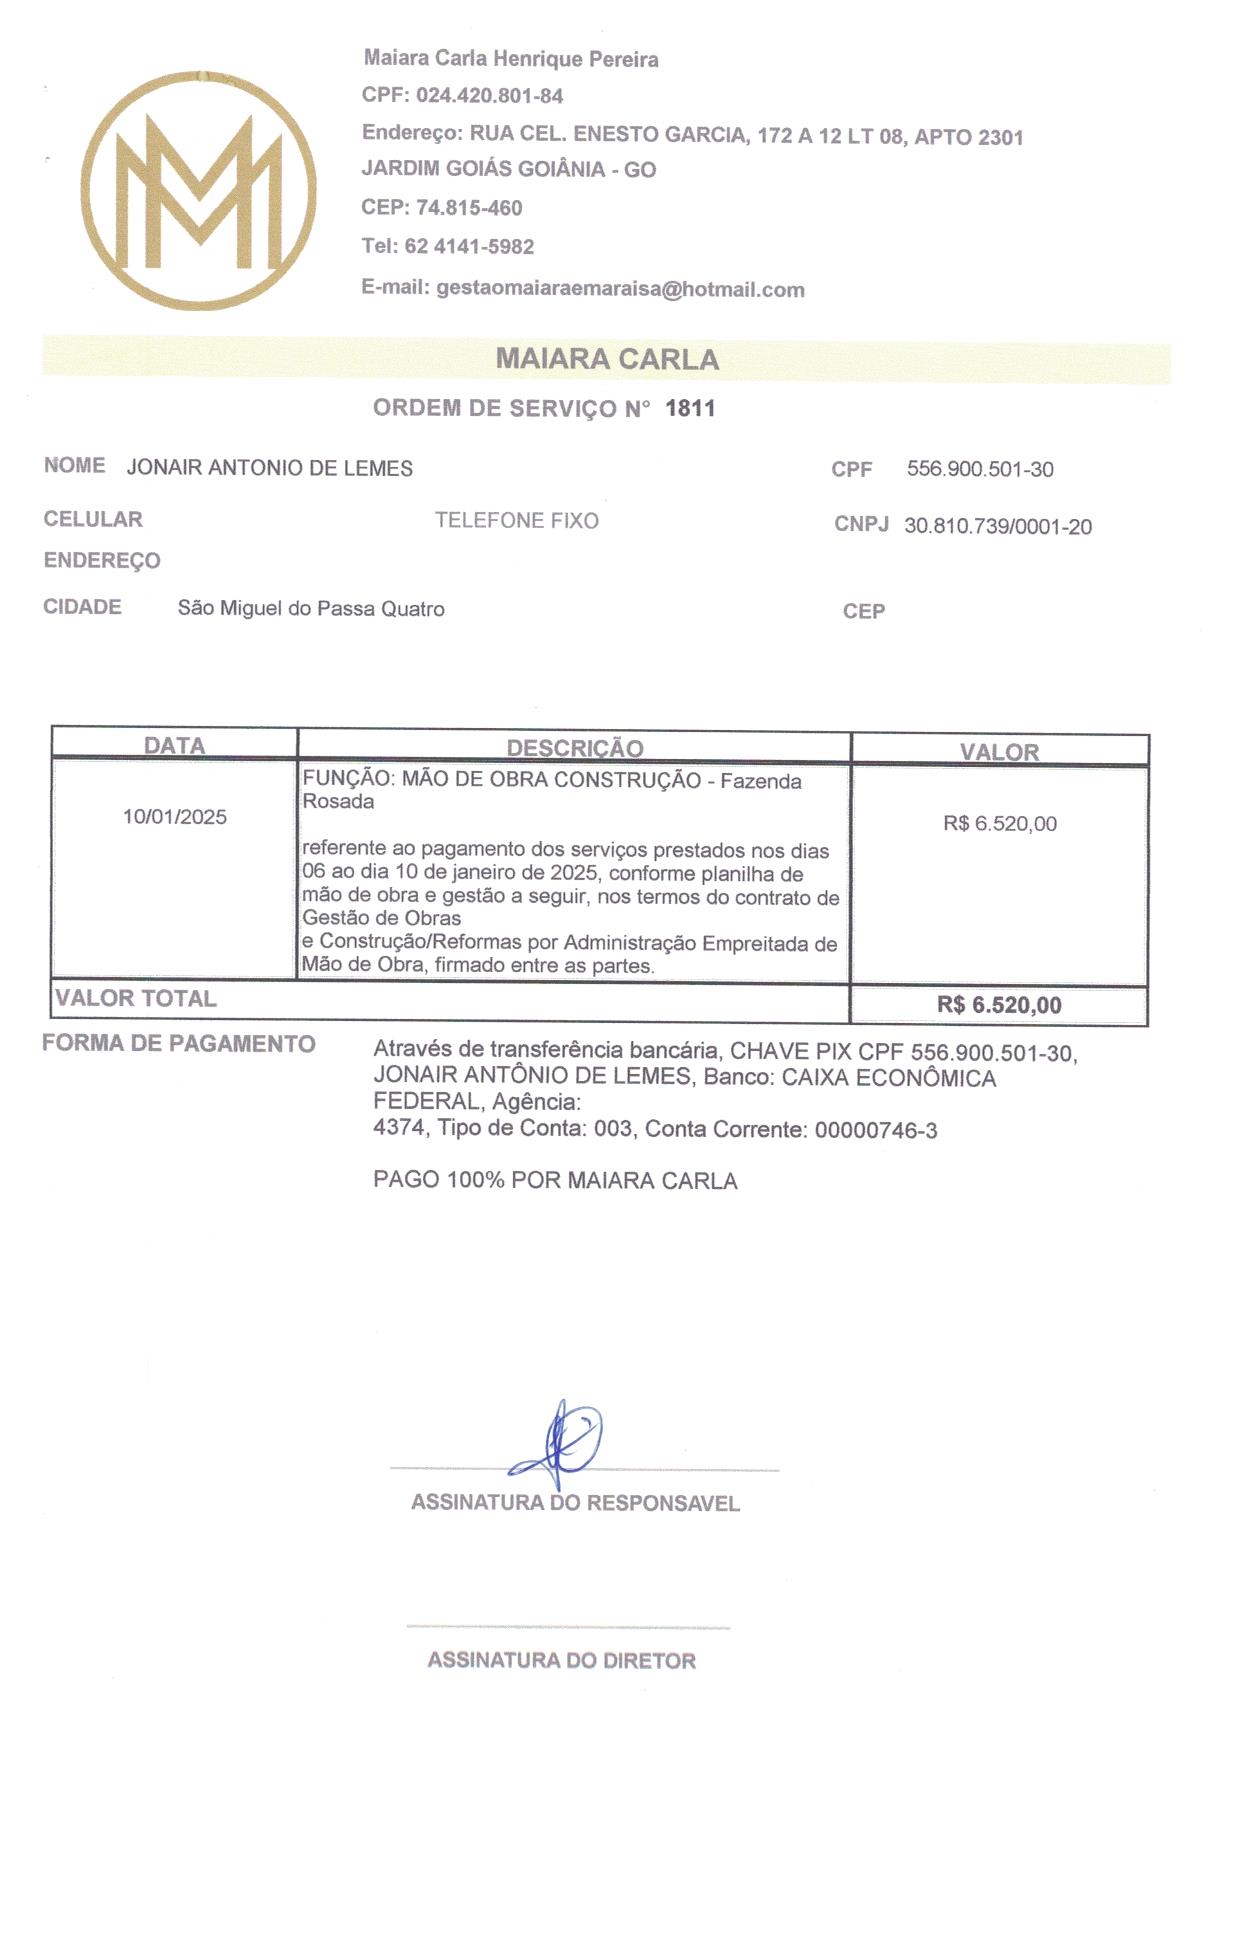 Maiara Carla Henrique Pereira
CPF: 024.420.801-84
Endereço: RUA CEL. ENESTO GARCIA, 172 A 12 LT 08, APTO 2301
JARDIM GOIÁS GOIÂNIA - GO
CEP: 74.815-460
Tel: 62 4141-5982
E-mail: gestaomaiaraemaraisa@hotmail.com
MAIARA CARLA
ORDEM DE SERVIÇO N° 1811
NOME JONAIR ANTONIO DE LEMES CPF 556.900.501-30
CELULAR TELEFONE FIXO CNPJ 30.810.739/0001-20
ENDEREÇO
CIDADE São Miguel do Passa Quatro CEP
DATA DESCRIÇÃO VALOR
FUNÇÃO: MÃO DE OBRA CONSTRUÇÃO - Fazenda
Rosada
10/01/2025 R$ 6.520,00
referente ao pagamento dos serviços prestados nos dias
06 ao dia 10 de janeiro de 2025, conforme planilha de
mão de obra e gestão a seguir, nos termos do contrato de
Gestão de Obras
e Construção/Reformas por Administração Empreitada de
Mão de Obra, firmado entre as partes.
VALOR TOTAL R$ 6.520,00
FORMA DE PAGAMENTO Através de transferência bancária, CHAVE PIX CPF 556.900.501-30,
JONAIR ANTÔNIO DE LEMES, Banco: CAIXA ECONÔMICA
FEDERAL, Agência:
4374, Tipo de Conta: 003, Conta Corrente: 00000746-3
PAGO 100% POR MAIARA CARLA
ASSINATURA DO RESPONSAVEL
ASSINATURA DO DIRETOR